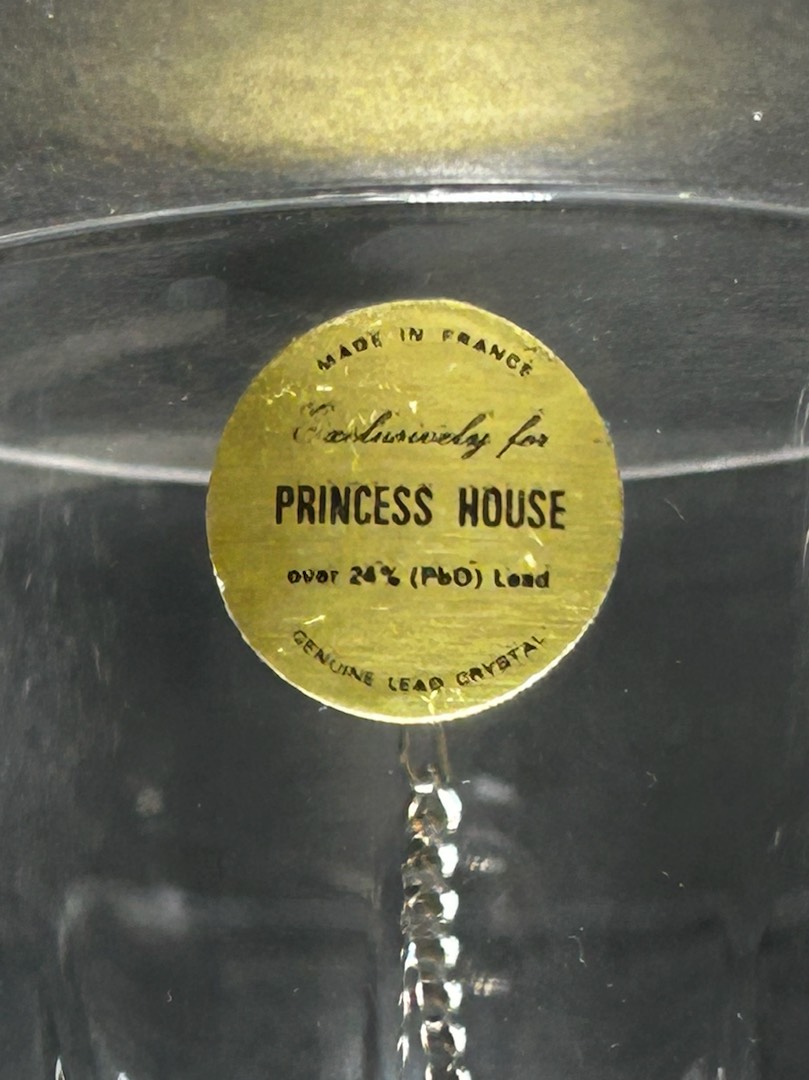 MADE IN FRANCE
Exclusively for
PRINCESS HOUSE
over 24% (PbO) Lead
GENUINE LEAD CRYSTAL